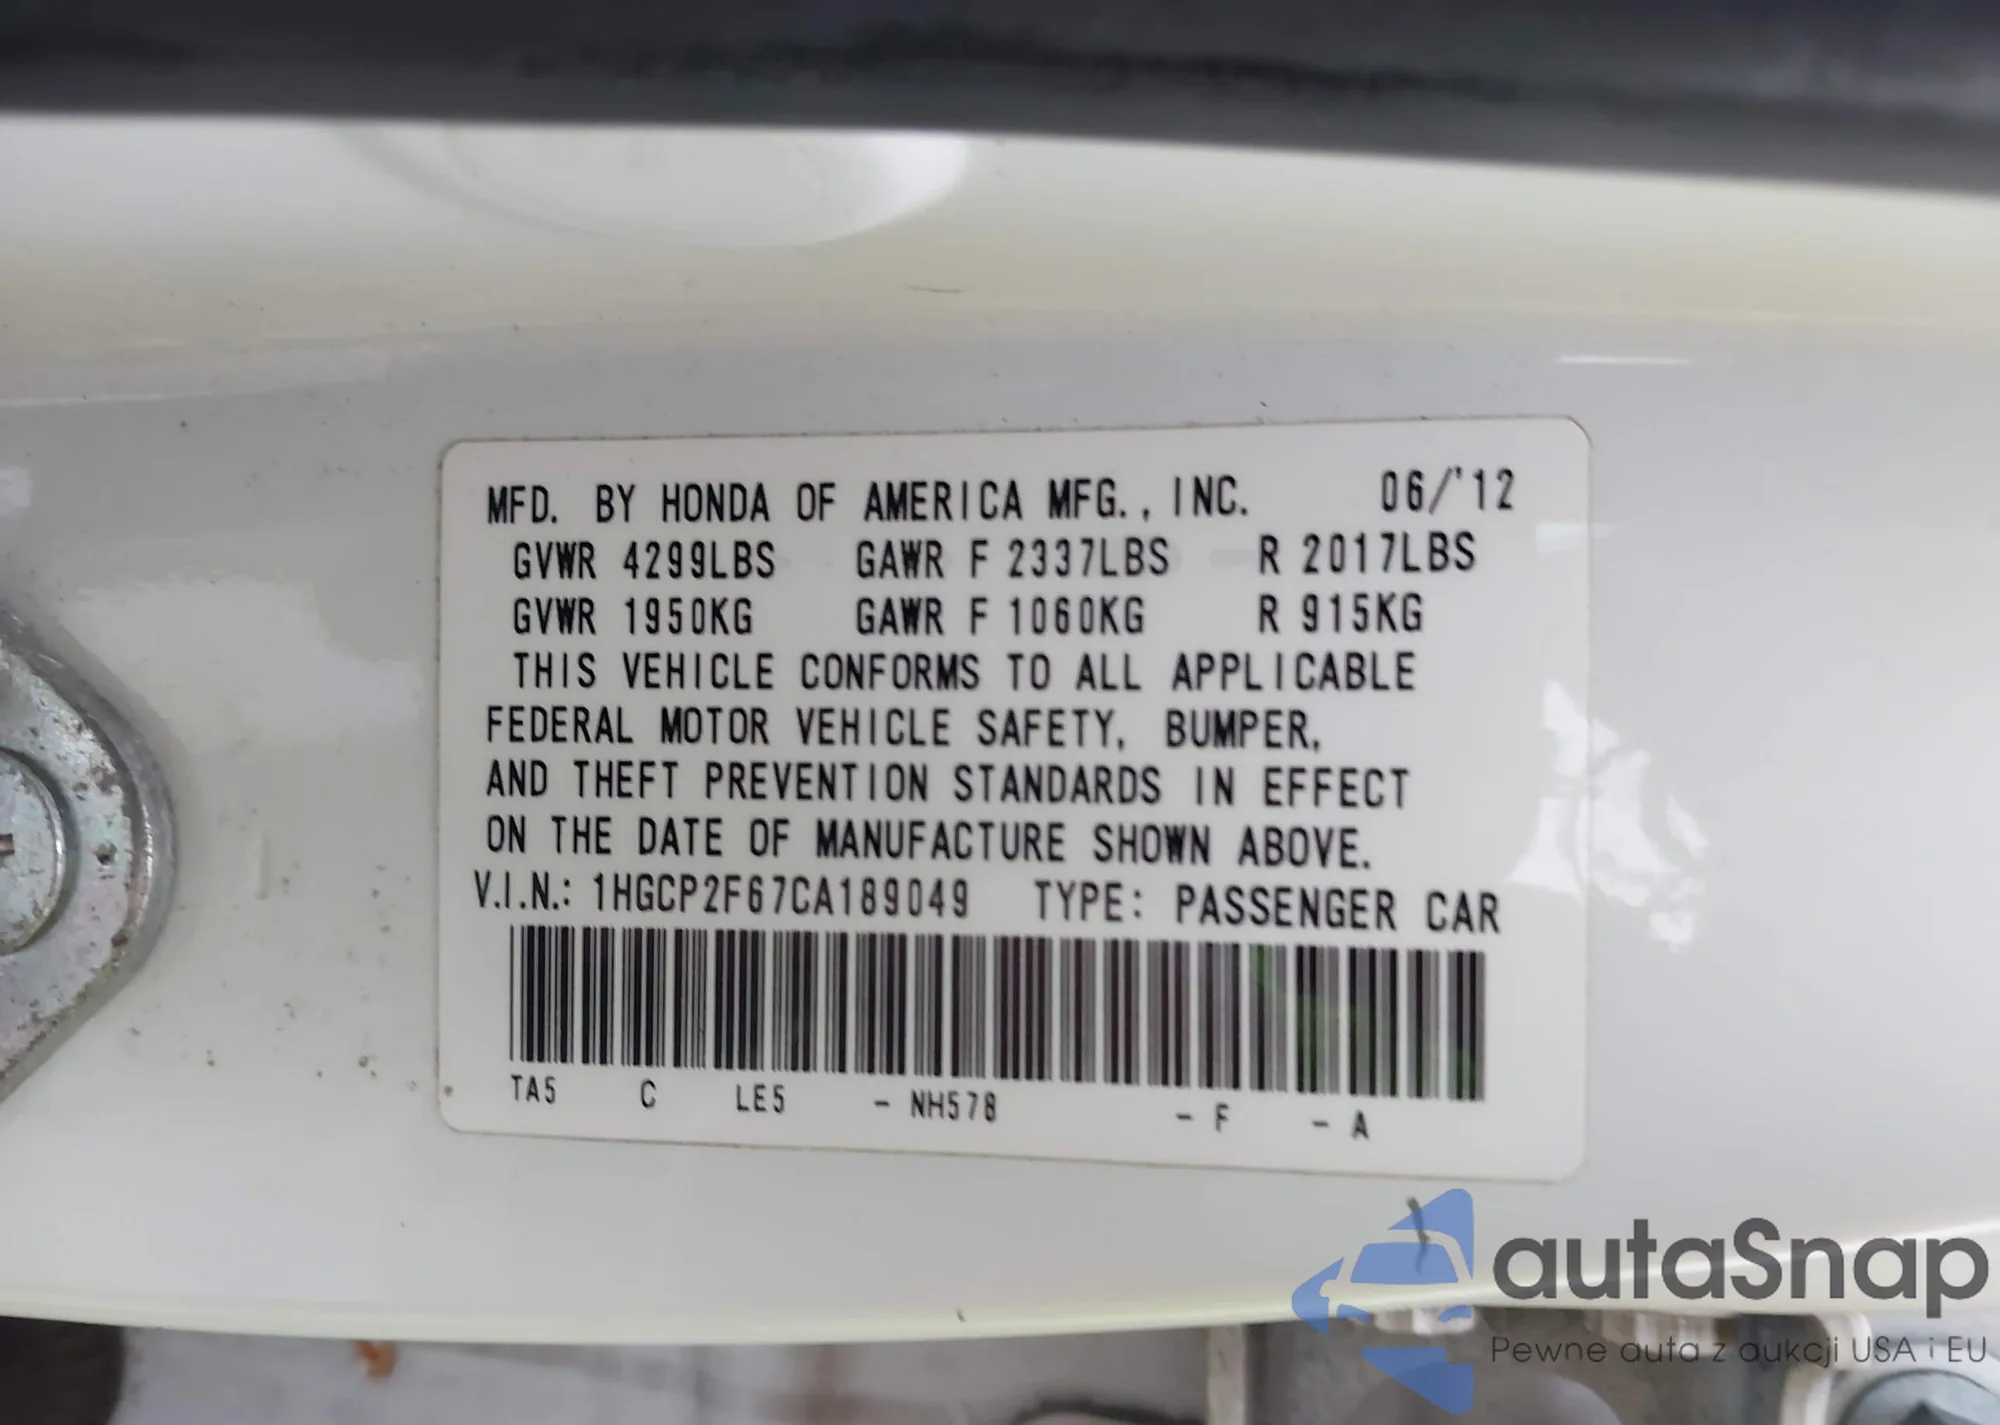 MFD. BY HONDA OF AMERICA MFG., INC. 06/'12
GVWR 4299LBS GAWR F 2337LBS R 2017LBS
GVWR 1950KG GAWR F 1060KG R 915KG
THIS VEHICLE CONFORMS TO ALL APPLICABLE
FEDERAL MOTOR VEHICLE SAFETY, BUMPER,
AND THEFT PREVENTION STANDARDS IN EFFECT
ON THE DATE OF MANUFACTURE SHOWN ABOVE.
V.I.N.: 1HGCP2F67CA189049 TYPE: PASSENGER CAR
TA5 C LE5 - NH578 - F - A
autaSnap
Pewne auta z aukcji USA i EU